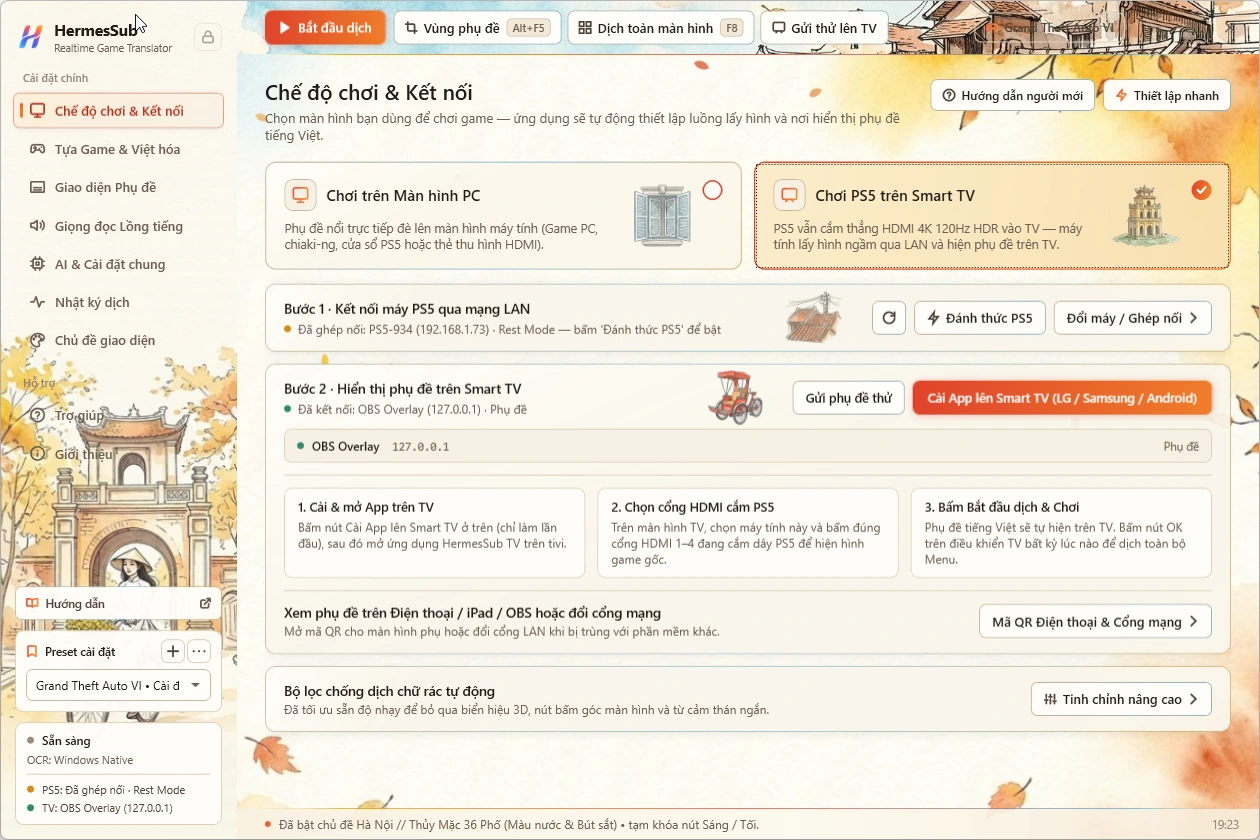 HermesSub
Realtime Game Translator
Cài đặt chính
Chế độ chơi & Kết nối
Tựa Game & Việt hóa
Giao diện Phụ đề
Giọng đọc Lồng tiếng
AI & Cài đặt chung
Nhật ký dịch
Chủ đề giao diện
Hỗ trợ
Trợ giúp
Giới thiệu
Hướng dẫn
Preset cài đặt
Grand Theft Auto VI • Cài đ
Sẵn sàng
OCR: Windows Native
PS5: Đã ghép nối · Rest Mode
TV: OBS Overlay (127.0.0.1)
Bắt đầu dịch
Vùng phụ đề Alt+F5
Dịch toàn màn hình F8
Gửi thử lên TV
Grand Theft Auto VI
Chế độ chơi & Kết nối
Chọn màn hình bạn dùng để chơi game — ứng dụng sẽ tự động thiết lập luồng lấy hình và nơi hiển thị phụ đề
tiếng Việt.
Hướng dẫn người mới
Thiết lập nhanh
Chơi trên Màn hình PC
Phụ đề nổi trực tiếp đè lên màn hình máy tính (Game PC,
chiaki-ng, cửa sổ PS5 hoặc thẻ thu hình HDMI).
Chơi PS5 trên Smart TV
PS5 vẫn cắm thẳng HDMI 4K 120Hz HDR vào TV — máy
tính lấy hình ngầm qua LAN và hiện phụ đề trên TV.
Bước 1 · Kết nối máy PS5 qua mạng LAN
Đã ghép nối: PS5-934 (192.168.1.73) · Rest Mode — bấm 'Đánh thức PS5' để bật
Đánh thức PS5
Đổi máy / Ghép nối
Bước 2 · Hiển thị phụ đề trên Smart TV
Đã kết nối: OBS Overlay (127.0.0.1) · Phụ đề
Gửi phụ đề thử
Cài App lên Smart TV (LG / Samsung / Android)
OBS Overlay 127.0.0.1 Phụ đề
1. Cài & mở App trên TV
Bấm nút Cài App lên Smart TV ở trên (chỉ làm lần
đầu), sau đó mở ứng dụng HermesSub TV trên tivi.
2. Chọn cổng HDMI cắm PS5
Trên màn hình TV, chọn máy tính này và bấm đúng
cổng HDMI 1–4 đang cắm dây PS5 để hiện hình
game gốc.
3. Bấm Bắt đầu dịch & Chơi
Phụ đề tiếng Việt sẽ tự hiện trên TV. Bấm nút OK
trên điều khiển TV bất kỳ lúc nào để dịch toàn bộ
Menu.
Xem phụ đề trên Điện thoại / iPad / OBS hoặc đổi cổng mạng
Mở mã QR cho màn hình phụ hoặc đổi cổng LAN khi bị trùng với phần mềm khác.
Mã QR Điện thoại & Cổng mạng
Bộ lọc chống dịch chữ rác tự động
Đã tối ưu sẵn độ nhạy để bỏ qua biển hiệu 3D, nút bấm góc màn hình và từ cảm thán ngắn.
Tinh chỉnh nâng cao
Đã bật chủ đề Hà Nội // Thủy Mặc 36 Phố (Màu nước & Bút sắt) • tạm khóa nút Sáng / Tối.
19:23